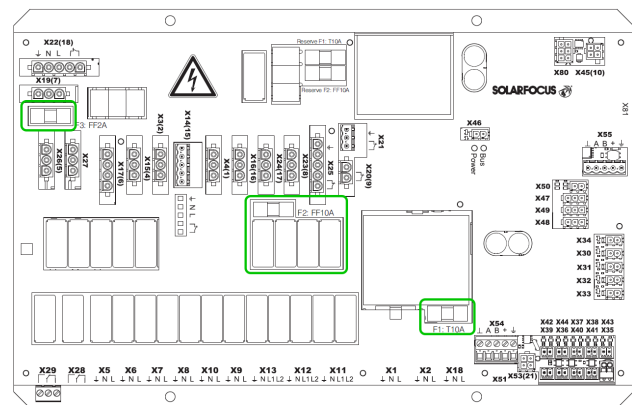 X22(18)
⏚ N L
X19(7)
F3: FF2A
X26(5)
X27
X17(6)
X3(2)
X15(4)
X14(15)
X4(1)
X16(16)
X24(17)
X23(8)
X25
X21
X20(9)
Reserve F1: T10A
Reserve F2: FF10A
SOLARFOCUS
X80 X45(10)
X81
X46
Power
Bus
X55
⊥ A B + ⏚
X50
X47
X49
X48
X34
X30
X31
X32
X33
⏚
N
L
F2: FF10A
F1: T10A
X54
⊥ A B + ⏚
X51
X53(21)
X42 X44 X37 X38 X43
X39 X36 X40 X41 X35
X29 X28 X5 X6 X7 X8 X10 X9 X13 X12 X11 X1 X2 X18
⏚ N L ⏚ N L ⏚ N L ⏚ N L ⏚ N L ⏚ N L ⏚ N L1 L2 ⏚ N L1 L2 ⏚ N L1 L2 ⏚ N L ⏚ N L ⏚ N L